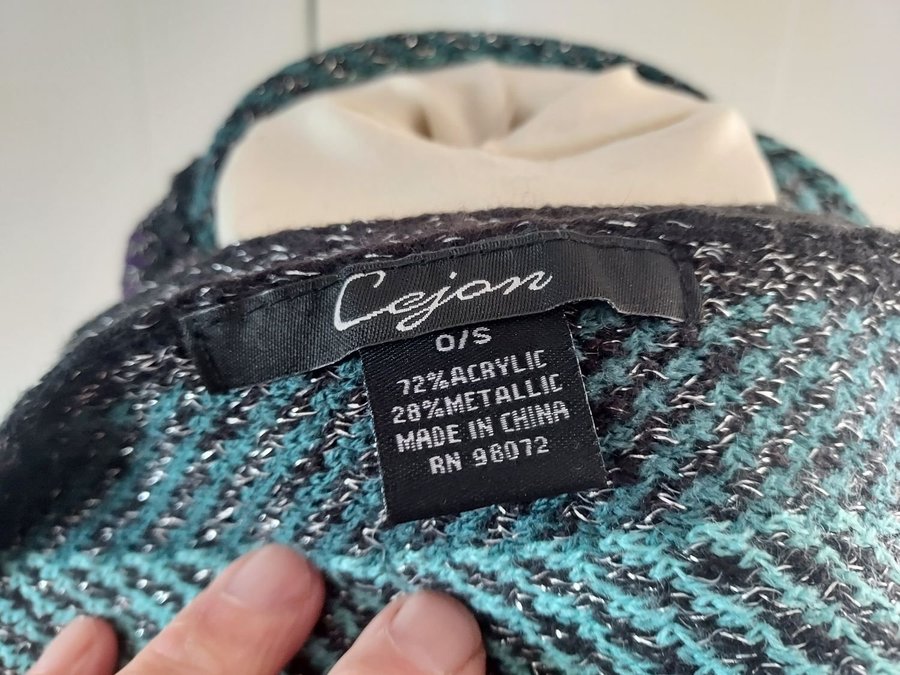 Cejon
O/S
72%ACRYLIC
28%METALLIC
MADE IN CHINA
RN 98072